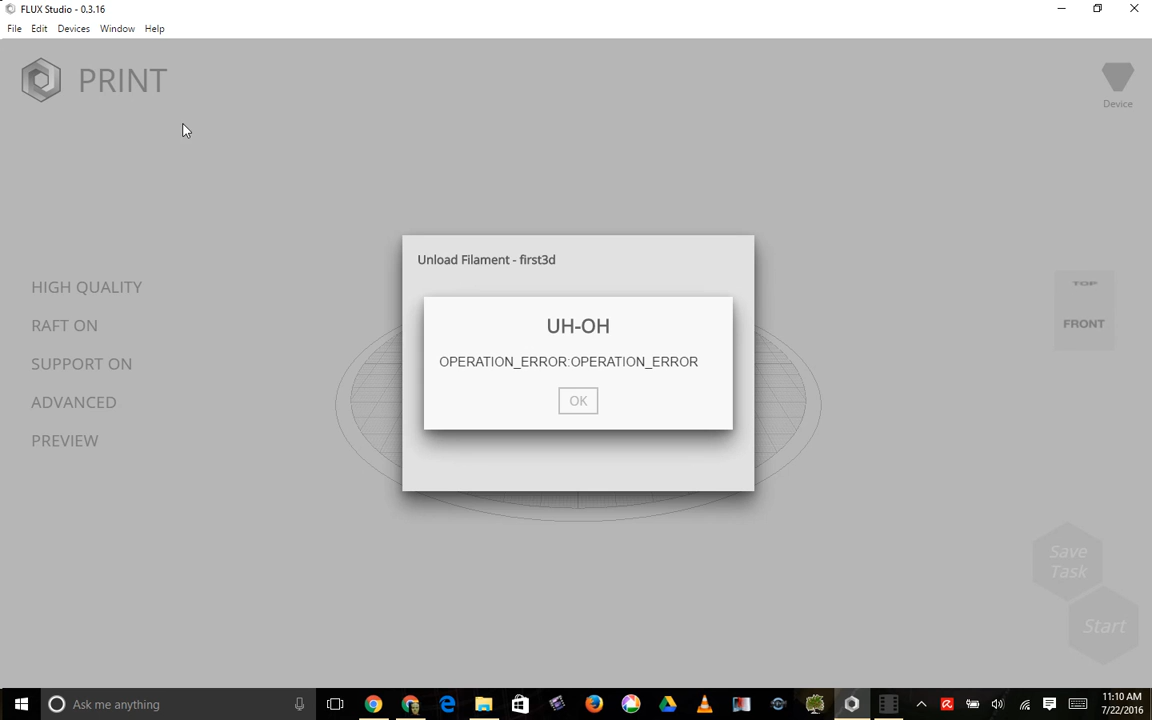 FLUX Studio - 0.3.16
File Edit Devices Window Help
PRINT
Device
HIGH QUALITY
RAFT ON
SUPPORT ON
ADVANCED
PREVIEW
Unload Filament - first3d
UH-OH
OPERATION_ERROR:OPERATION_ERROR
OK
TOP
FRONT
Save
Task
Start
Ask me anything
11:10 AM
7/22/2016